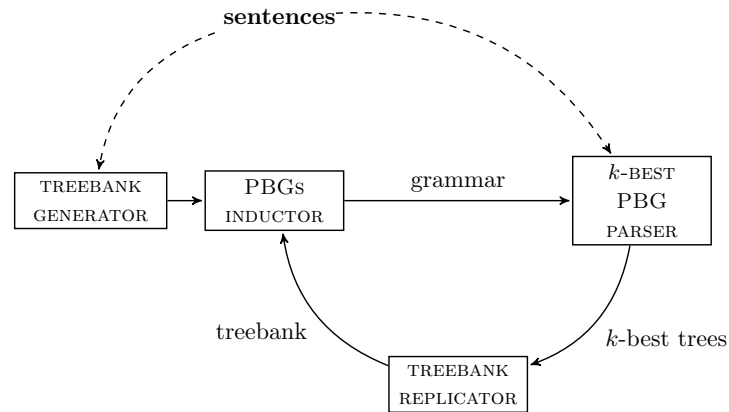 sentences
TREEBANK
GENERATOR
PBGs
INDUCTOR
grammar
k-BEST
PBG
PARSER
treebank
k-best trees
TREEBANK
REPLICATOR